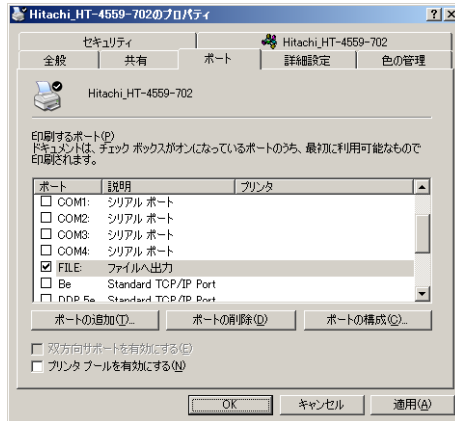 Hitachi_HT-4559-702のプロパティ
セキュリティ
Hitachi_HT-4559-702
全般
共有
ポート
詳細設定
色の管理
Hitachi_HT-4559-702
印刷するポート(P)
ドキュメントは、チェック ボックスがオンになっているポートのうち、最初に利用可能なもので
印刷されます。
ポート 説明 プリンタ
COM1: シリアル ポート
COM2: シリアル ポート
COM3: シリアル ポート
COM4: シリアル ポート
FILE: ファイルへ出力
Be Standard TCP/IP Port
DDP 5e Standard TCP/IP Port
ポートの追加(T)... ポートの削除(D) ポートの構成(C)...
双方向サポートを有効にする(E)
プリンタ プールを有効にする(N)
OK キャンセル 適用(A)